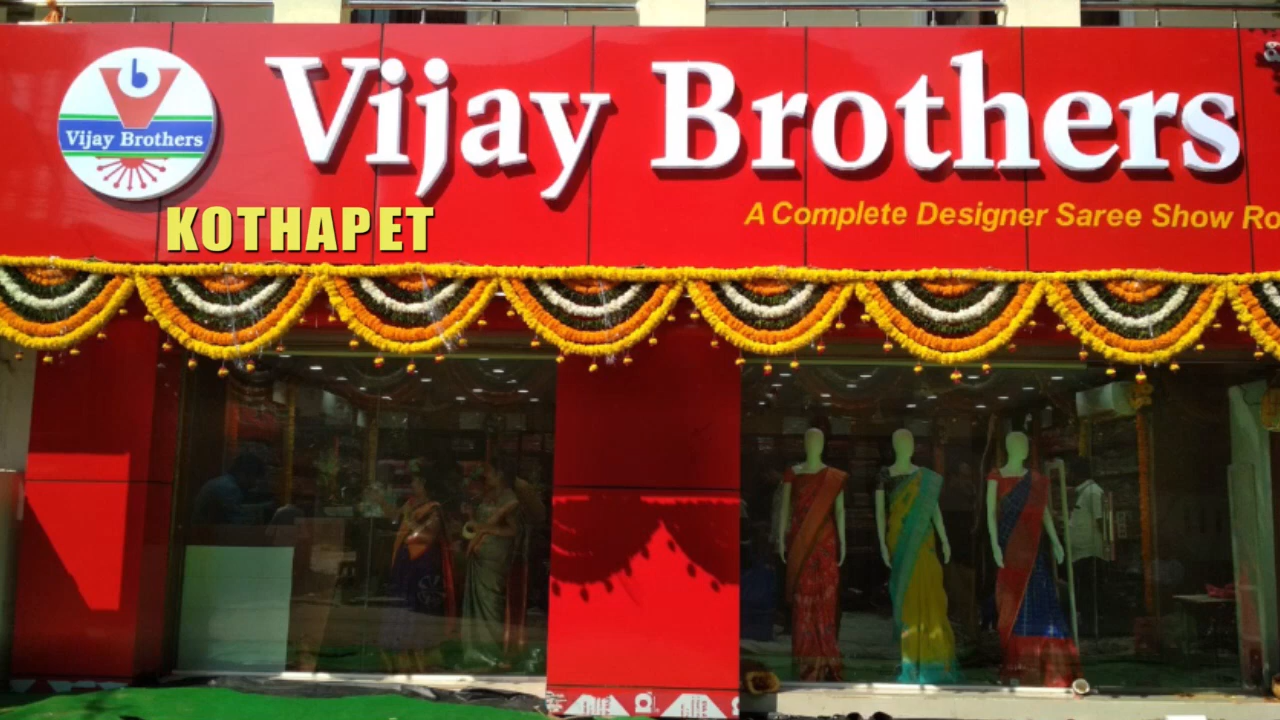 b
Vijay Brothers
Vijay Brothers
KOTHAPET
A Complete Designer Saree Show Ro